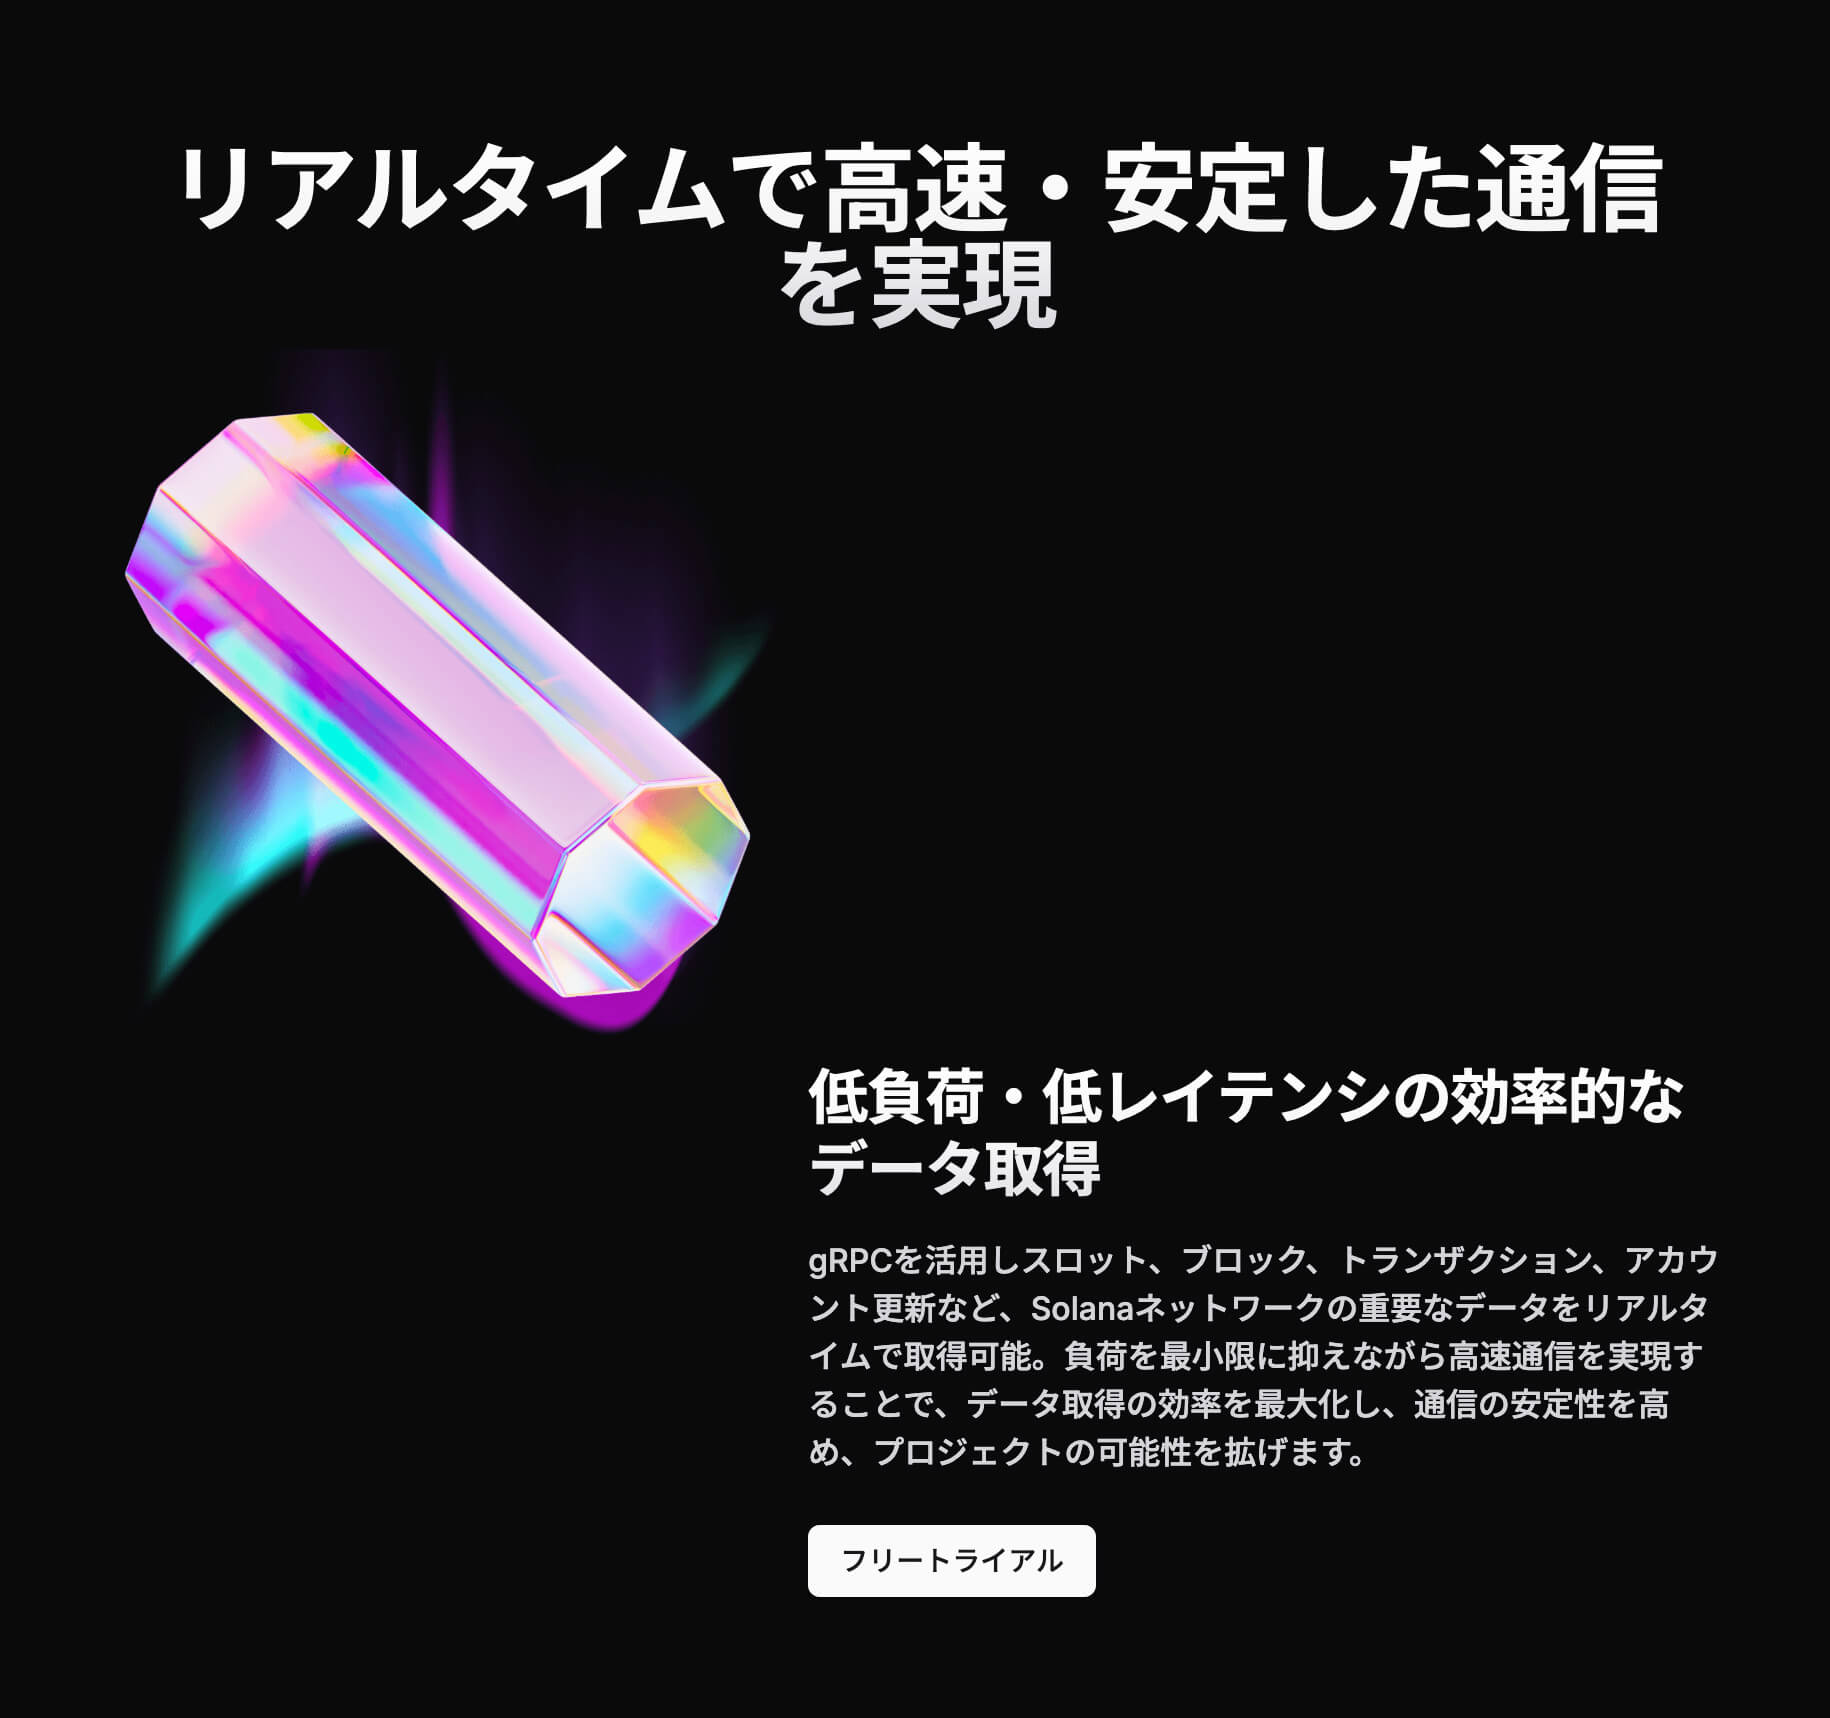 リアルタイムで高速・安定した通信
を実現
低負荷・低レイテンシの効率的な
データ取得
gRPCを活用しスロット、ブロック、トランザクション、アカウ
ント更新など、Solanaネットワークの重要なデータをリアルタ
イムで取得可能。負荷を最小限に抑えながら高速通信を実現す
ることで、データ取得の効率を最大化し、通信の安定性を高
め、プロジェクトの可能性を拡げます。
フリートライアル